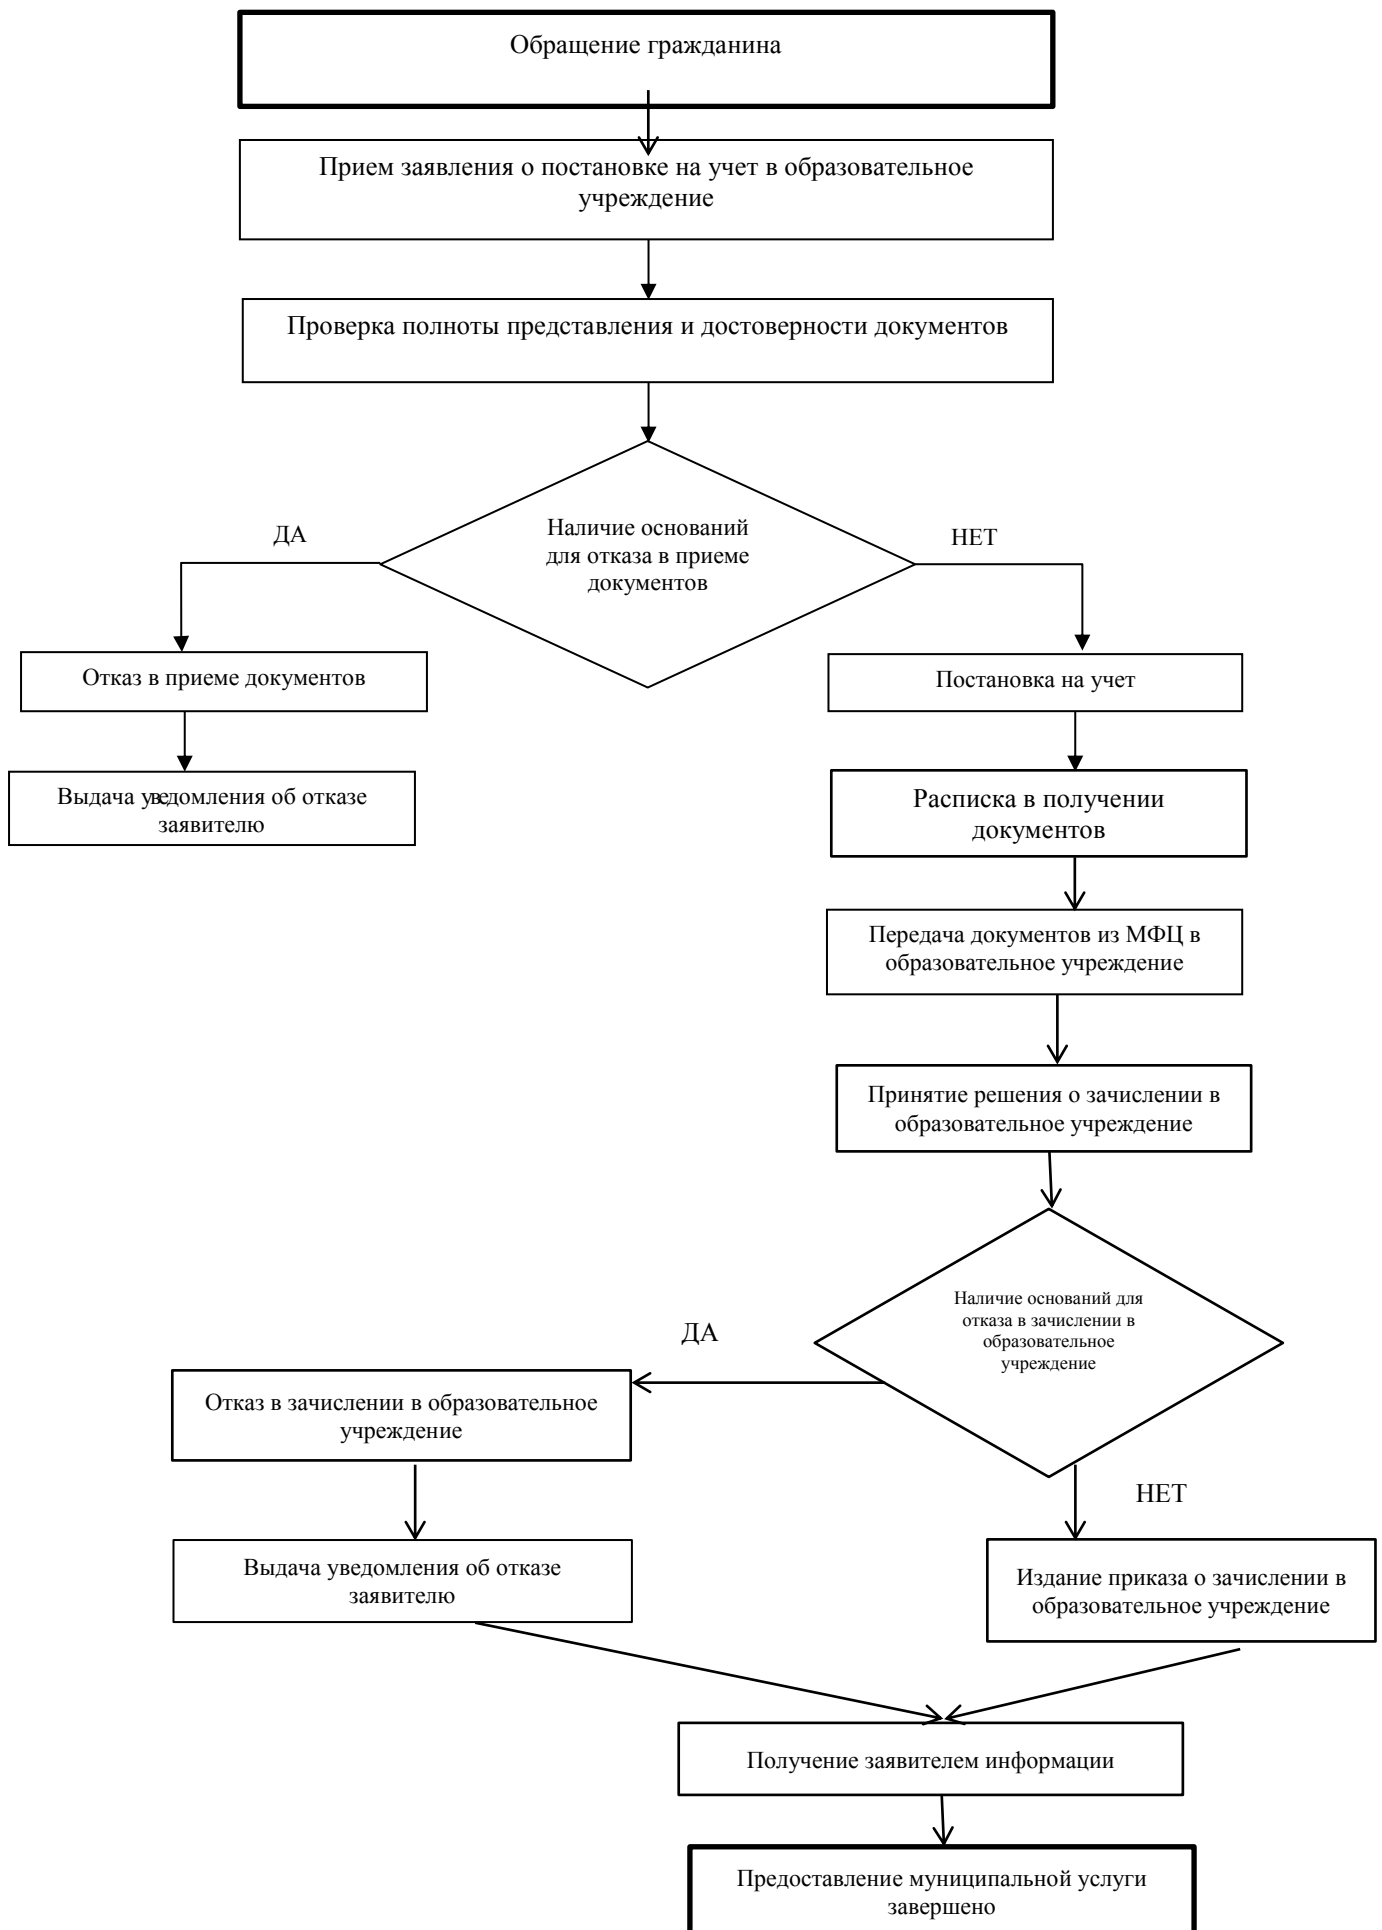 Обращение гражданина
Прием заявления о постановке на учет в образовательное
учреждение
Проверка полноты представления и достоверности документов
Наличие оснований
для отказа в приеме
документов
ДА
НЕТ
Отказ в приеме документов
Постановка на учет
Выдача уведомления об отказе
заявителю
Расписка в получении
документов
Передача документов из МФЦ в
образовательное учреждение
Принятие решения о зачислении в
образовательное учреждение
Наличие оснований для
отказа в зачислении в
образовательное
учреждение
ДА
Отказ в зачислении в образовательное
учреждение
НЕТ
Выдача уведомления об отказе
заявителю
Издание приказа о зачислении в
образовательное учреждение
Получение заявителем информации
Предоставление муниципальной услуги
завершено